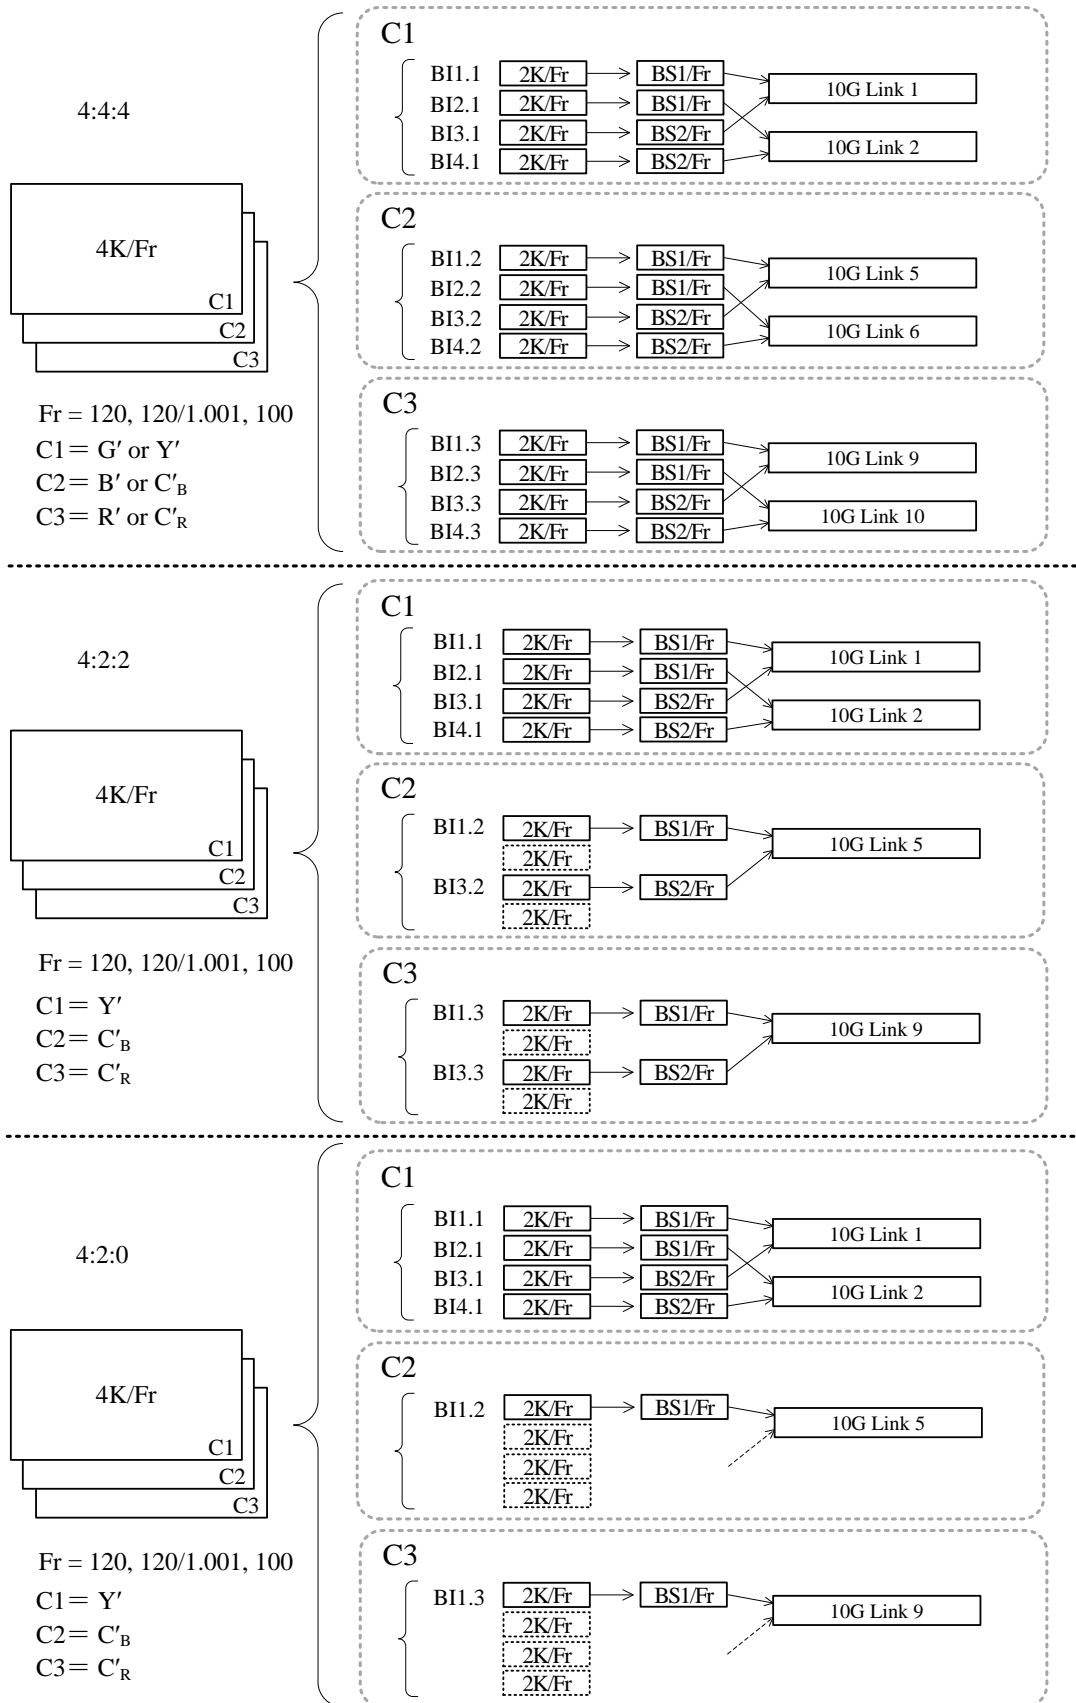 4:4:4
4K/Fr
C1
C2
C3
Fr = 120, 120/1.001, 100
C1＝ G′ or Y′
C2＝ B′ or C′B
C3＝ R′ or C′R
C1
BI1.1 2K/Fr BS1/Fr 10G Link 1
BI2.1 2K/Fr BS1/Fr
BI3.1 2K/Fr BS2/Fr 10G Link 2
BI4.1 2K/Fr BS2/Fr
C2
BI1.2 2K/Fr BS1/Fr 10G Link 5
BI2.2 2K/Fr BS1/Fr
BI3.2 2K/Fr BS2/Fr 10G Link 6
BI4.2 2K/Fr BS2/Fr
C3
BI1.3 2K/Fr BS1/Fr 10G Link 9
BI2.3 2K/Fr BS1/Fr
BI3.3 2K/Fr BS2/Fr 10G Link 10
BI4.3 2K/Fr BS2/Fr
4:2:2
4K/Fr
C1
C2
C3
Fr = 120, 120/1.001, 100
C1＝ Y′
C2＝ C′B
C3＝ C′R
C1
BI1.1 2K/Fr BS1/Fr 10G Link 1
BI2.1 2K/Fr BS1/Fr
BI3.1 2K/Fr BS2/Fr 10G Link 2
BI4.1 2K/Fr BS2/Fr
C2
BI1.2 2K/Fr BS1/Fr 10G Link 5
2K/Fr
BI3.2 2K/Fr BS2/Fr
2K/Fr
C3
BI1.3 2K/Fr BS1/Fr 10G Link 9
2K/Fr
BI3.3 2K/Fr BS2/Fr
2K/Fr
4:2:0
4K/Fr
C1
C2
C3
Fr = 120, 120/1.001, 100
C1＝ Y′
C2＝ C′B
C3＝ C′R
C1
BI1.1 2K/Fr BS1/Fr 10G Link 1
BI2.1 2K/Fr BS1/Fr
BI3.1 2K/Fr BS2/Fr 10G Link 2
BI4.1 2K/Fr BS2/Fr
C2
BI1.2 2K/Fr BS1/Fr 10G Link 5
2K/Fr
2K/Fr
2K/Fr
C3
BI1.3 2K/Fr BS1/Fr 10G Link 9
2K/Fr
2K/Fr
2K/Fr